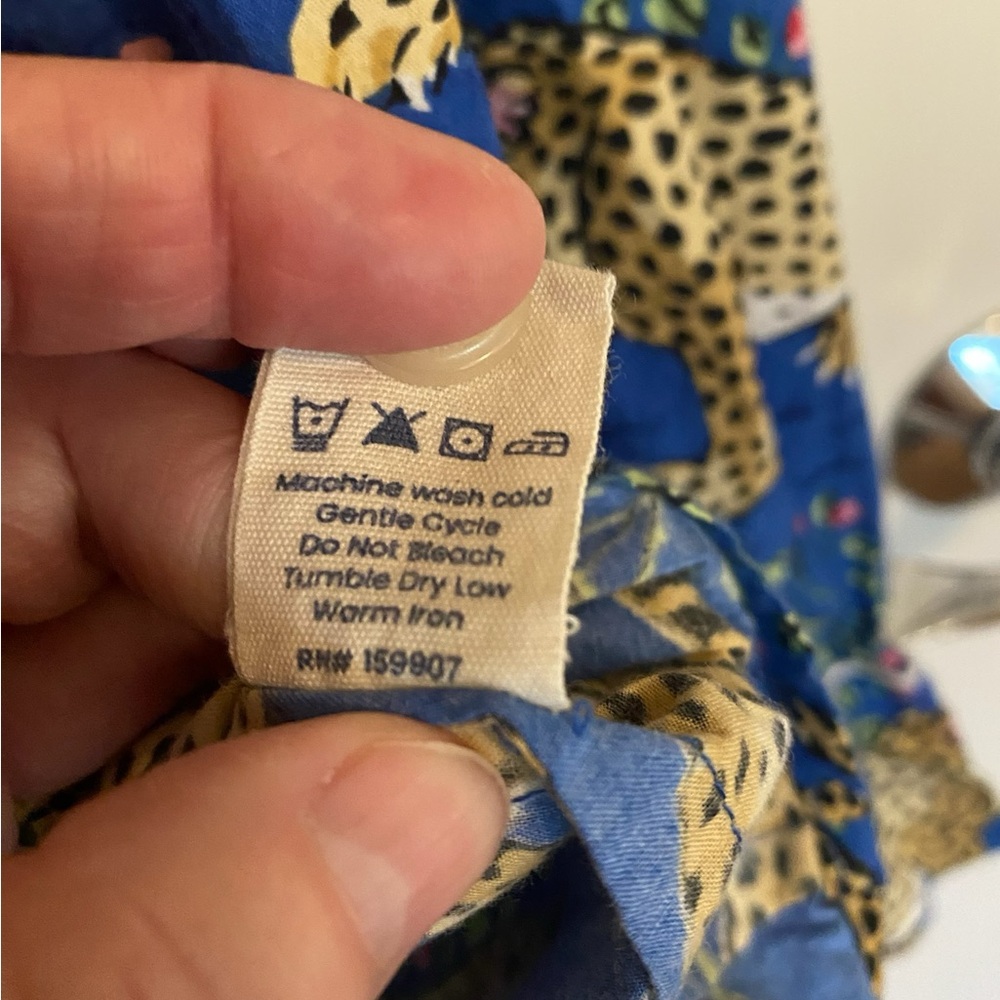 Machine wash cold
Gentle Cycle
Do Not Bleach
Tumble Dry Low
Warm Iron
RN# 159907